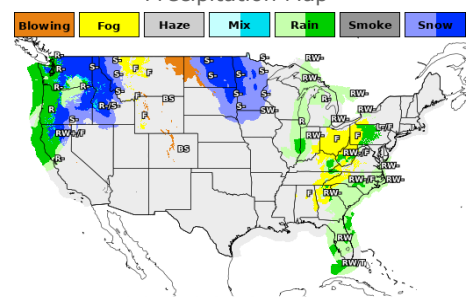 Precipitation Map
Blowing Fog Haze Mix Rain Smoke Snow
R- S- S- S- RW-
R- S- F F S- S-
R- R- S- S- S- RW- R- RW-
R- R-/S- F BS S- SW- RW-
RW+/F R RW- F F L-/F
R- BS RW-/F RW-
RW-/F RW- RW-
F RW-
RW
RW/T